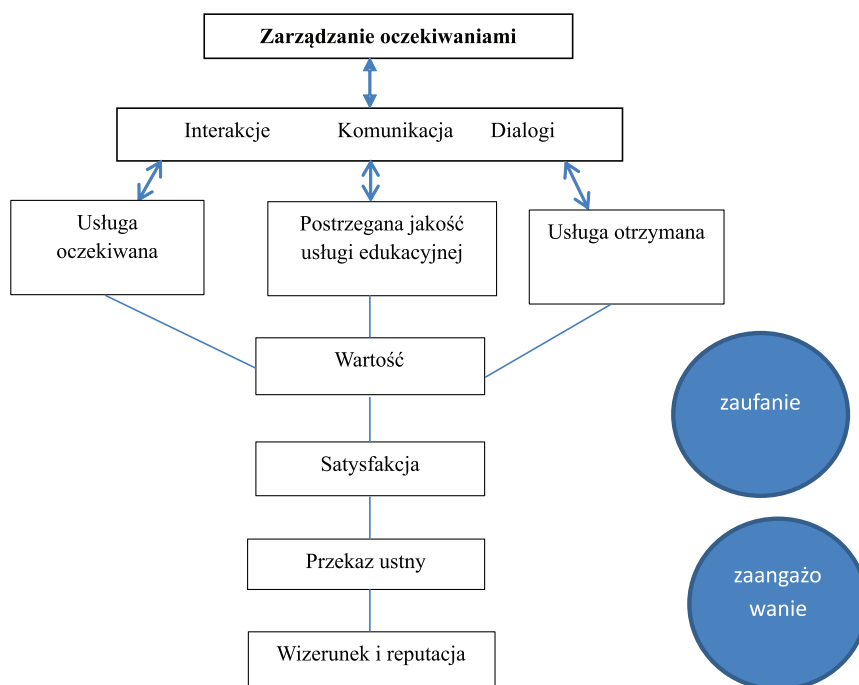 Zarządzanie oczekiwaniami
Interakcje Komunikacja Dialogi
Usługa
oczekiwana
Postrzegana jakość
usługi edukacyjnej
Usługa otrzymana
Wartość
zaufanie
Satysfakcja
Przekaz ustny
zaangażo
wanie
Wizerunek i reputacja